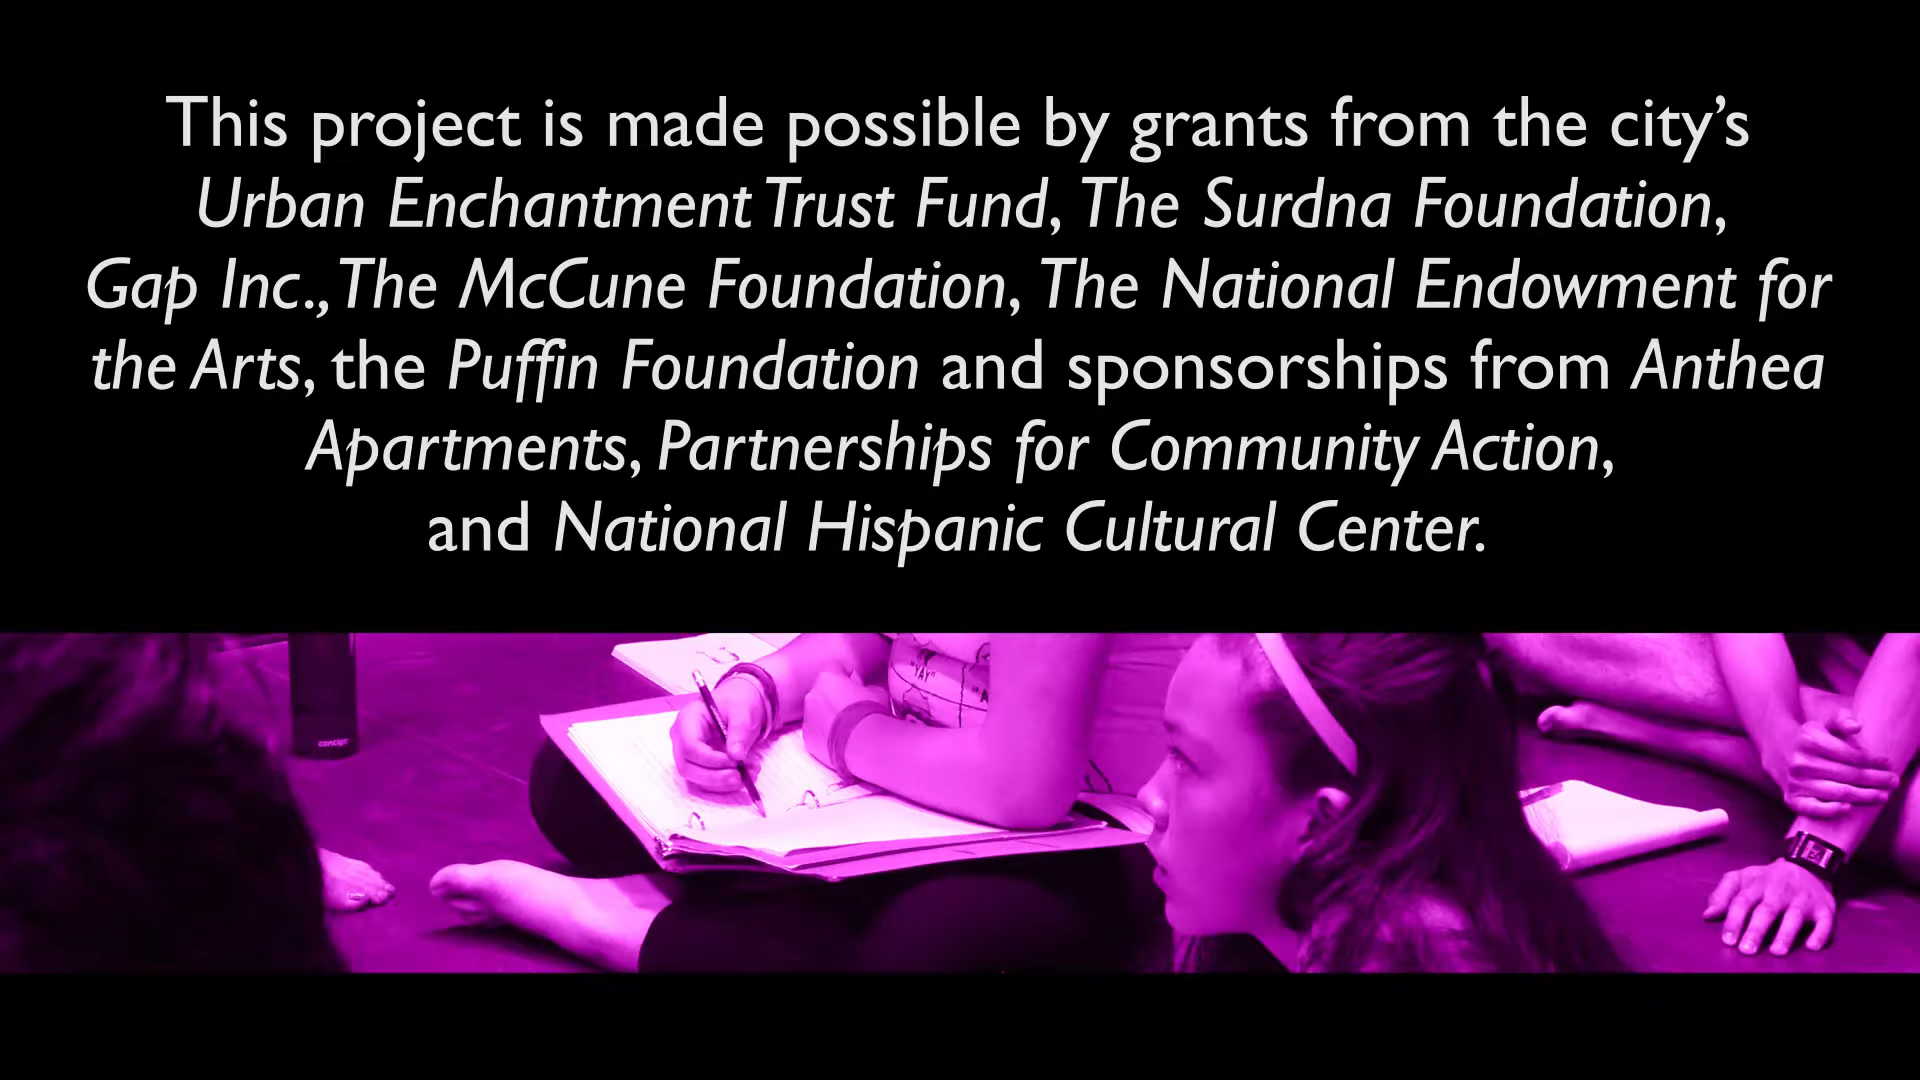 This project is made possible by grants from the city’s
Urban Enchantment Trust Fund, The Surdna Foundation,
Gap Inc., The McCune Foundation, The National Endowment for
the Arts, the Puffin Foundation and sponsorships from Anthea
Apartments, Partnerships for Community Action,
and National Hispanic Cultural Center.
"YAY"
contigo